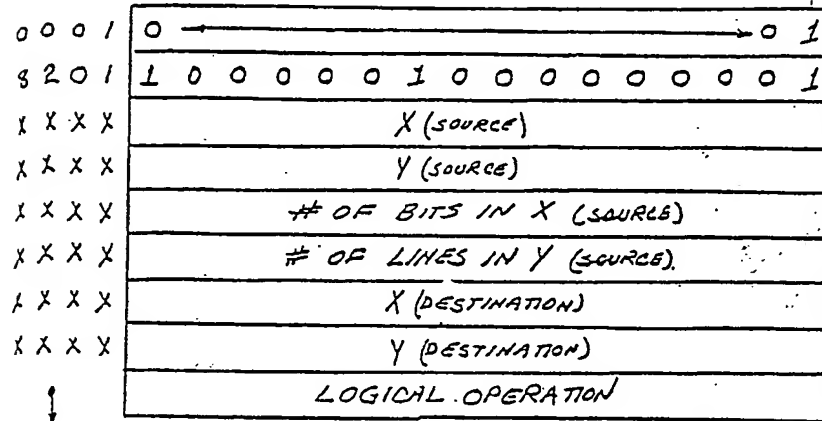 0 0 0 1 0 ←→ 0 1
8 2 0 1 1 0 0 0 0 0 1 0 0 0 0 0 0 0 0 1
X X X X X (SOURCE)
X X X X Y (SOURCE)
X X X X # OF BITS IN X (SOURCE)
X X X X # OF LINES IN Y (SOURCE).
X X X X X (DESTINATION)
X X X X Y (DESTINATION)
↓ LOGICAL OPERATION